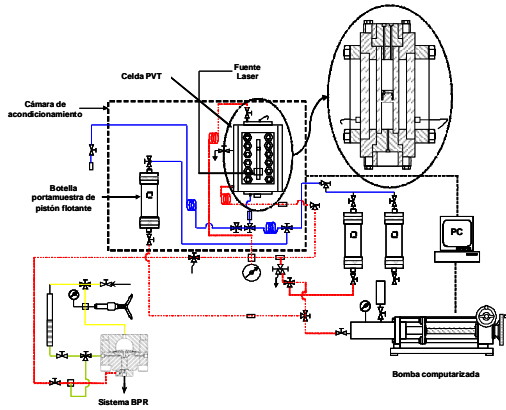 Fuente
Laser
Celda PVT
Cámara de
acondicionamiento
Botella
portamuestra de
pistón flotante
PC
Bomba computarizada
Sistema BPR